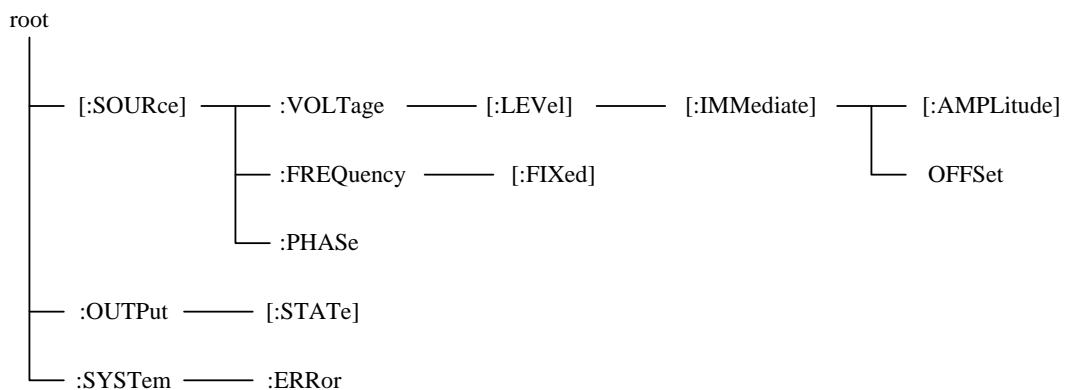 root
[:SOURce] :VOLTage [:LEVel] [:IMMediate] [:AMPLitude]
:FREQuency [:FIXed] OFFSet
:PHASe
:OUTPut [:STATe]
:SYSTem :ERRor